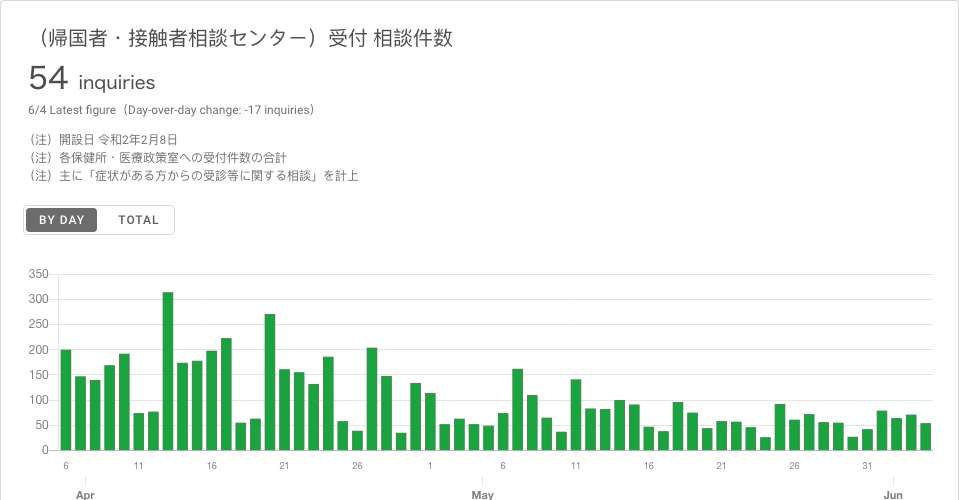 （帰国者・接触者相談センター）受付 相談件数
54 inquiries
6/4 Latest figure（Day-over-day change: -17 inquiries）
（注）開設日 令和2年2月8日
（注）各保健所・医療政策室への受付件数の合計
（注）主に「症状がある方からの受診等に関する相談」を計上
BY DAY TOTAL
350
300
250
200
150
100
50
0
6 11 16 21 26 1 6 11 16 21 26 31
Apr May Jun